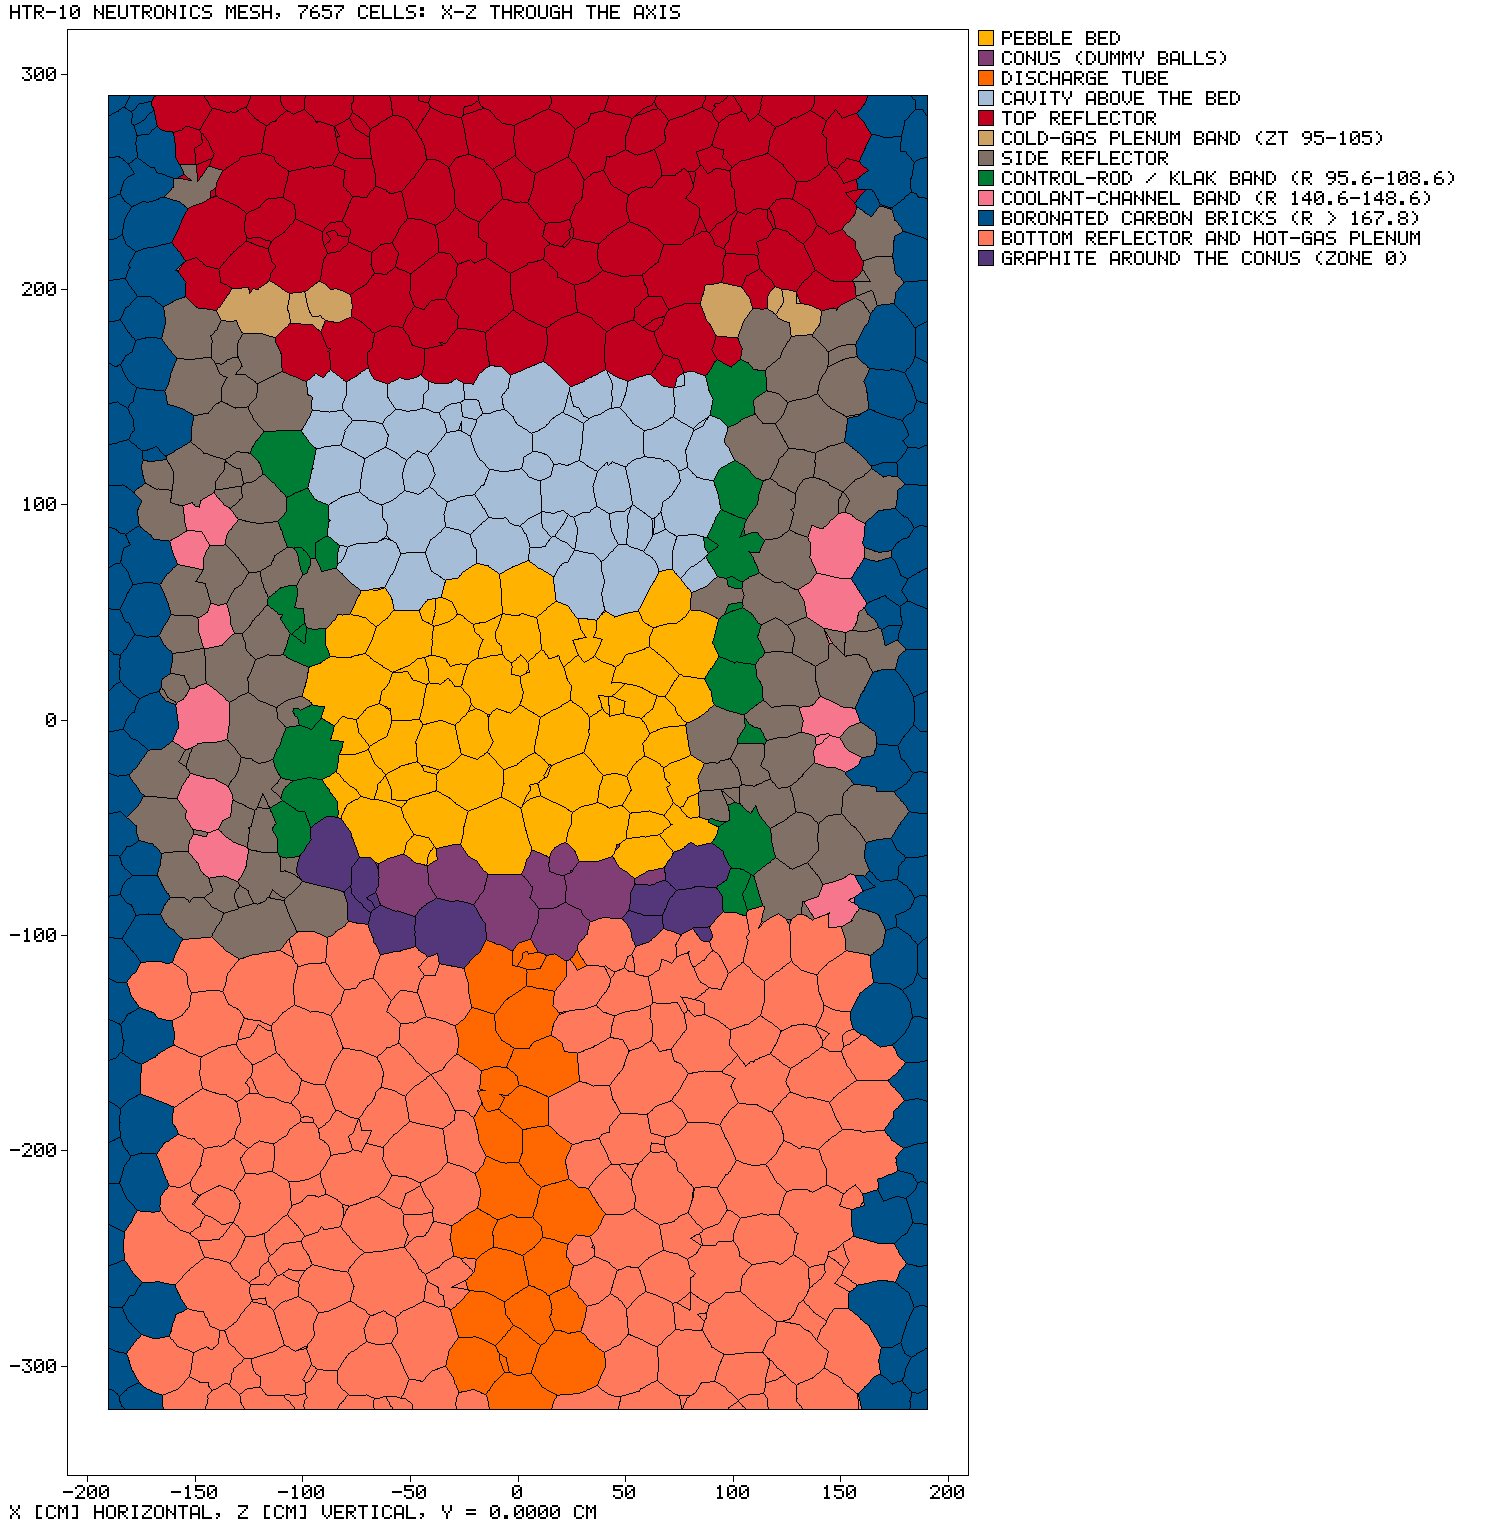 HTR-10 NEUTRONICS MESH, 7657 CELLS: X-Z THROUGH THE AXIS
PEBBLE BED
CONUS (DUMMY BALLS)
DISCHARGE TUBE
CAVITY ABOVE THE BED
TOP REFLECTOR
COLD-GAS PLENUM BAND (ZT 95-105)
SIDE REFLECTOR
CONTROL-ROD / KLAK BAND (R 95.6-108.6)
COOLANT-CHANNEL BAND (R 140.6-148.6)
BORONATED CARBON BRICKS (R > 167.8)
BOTTOM REFLECTOR AND HOT-GAS PLENUM
GRAPHITE AROUND THE CONUS (ZONE 0)
300
200
100
0
-100
-200
-300
-200 -150 -100 -50 0 50 100 150 200
X [CM] HORIZONTAL, Z [CM] VERTICAL, Y = 0.0000 CM